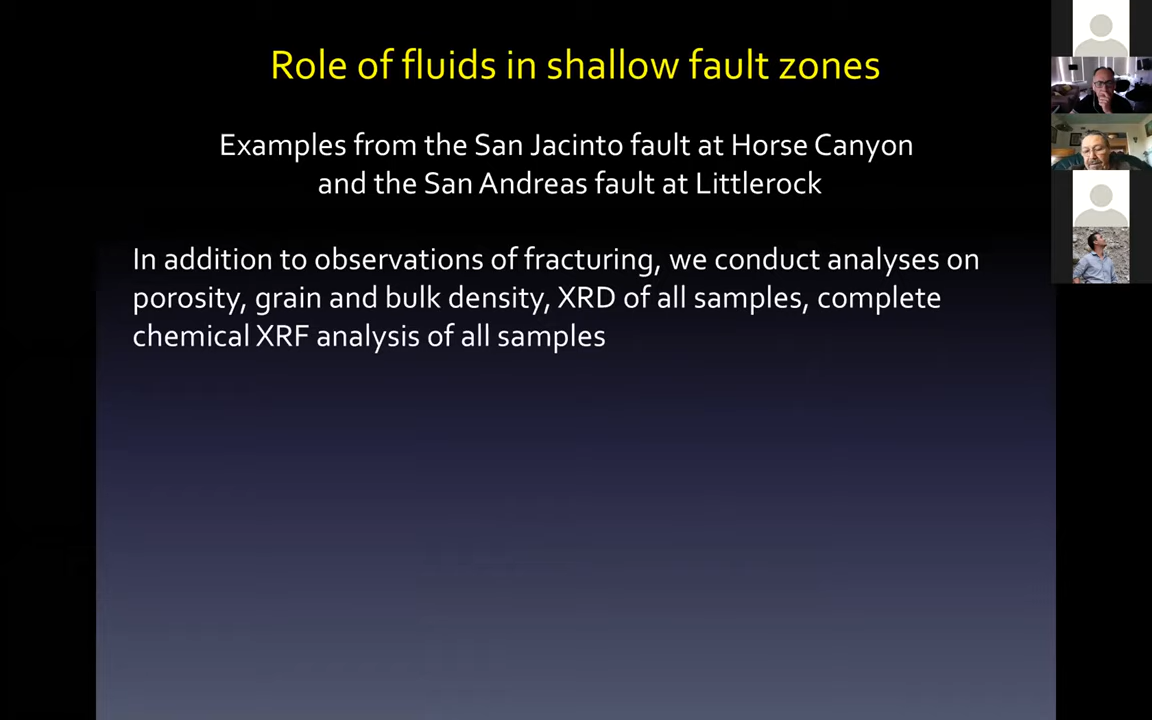 Role of fluids in shallow fault zones
Examples from the San Jacinto fault at Horse Canyon
and the San Andreas fault at Littlerock
In addition to observations of fracturing, we conduct analyses on
porosity, grain and bulk density, XRD of all samples, complete
chemical XRF analysis of all samples